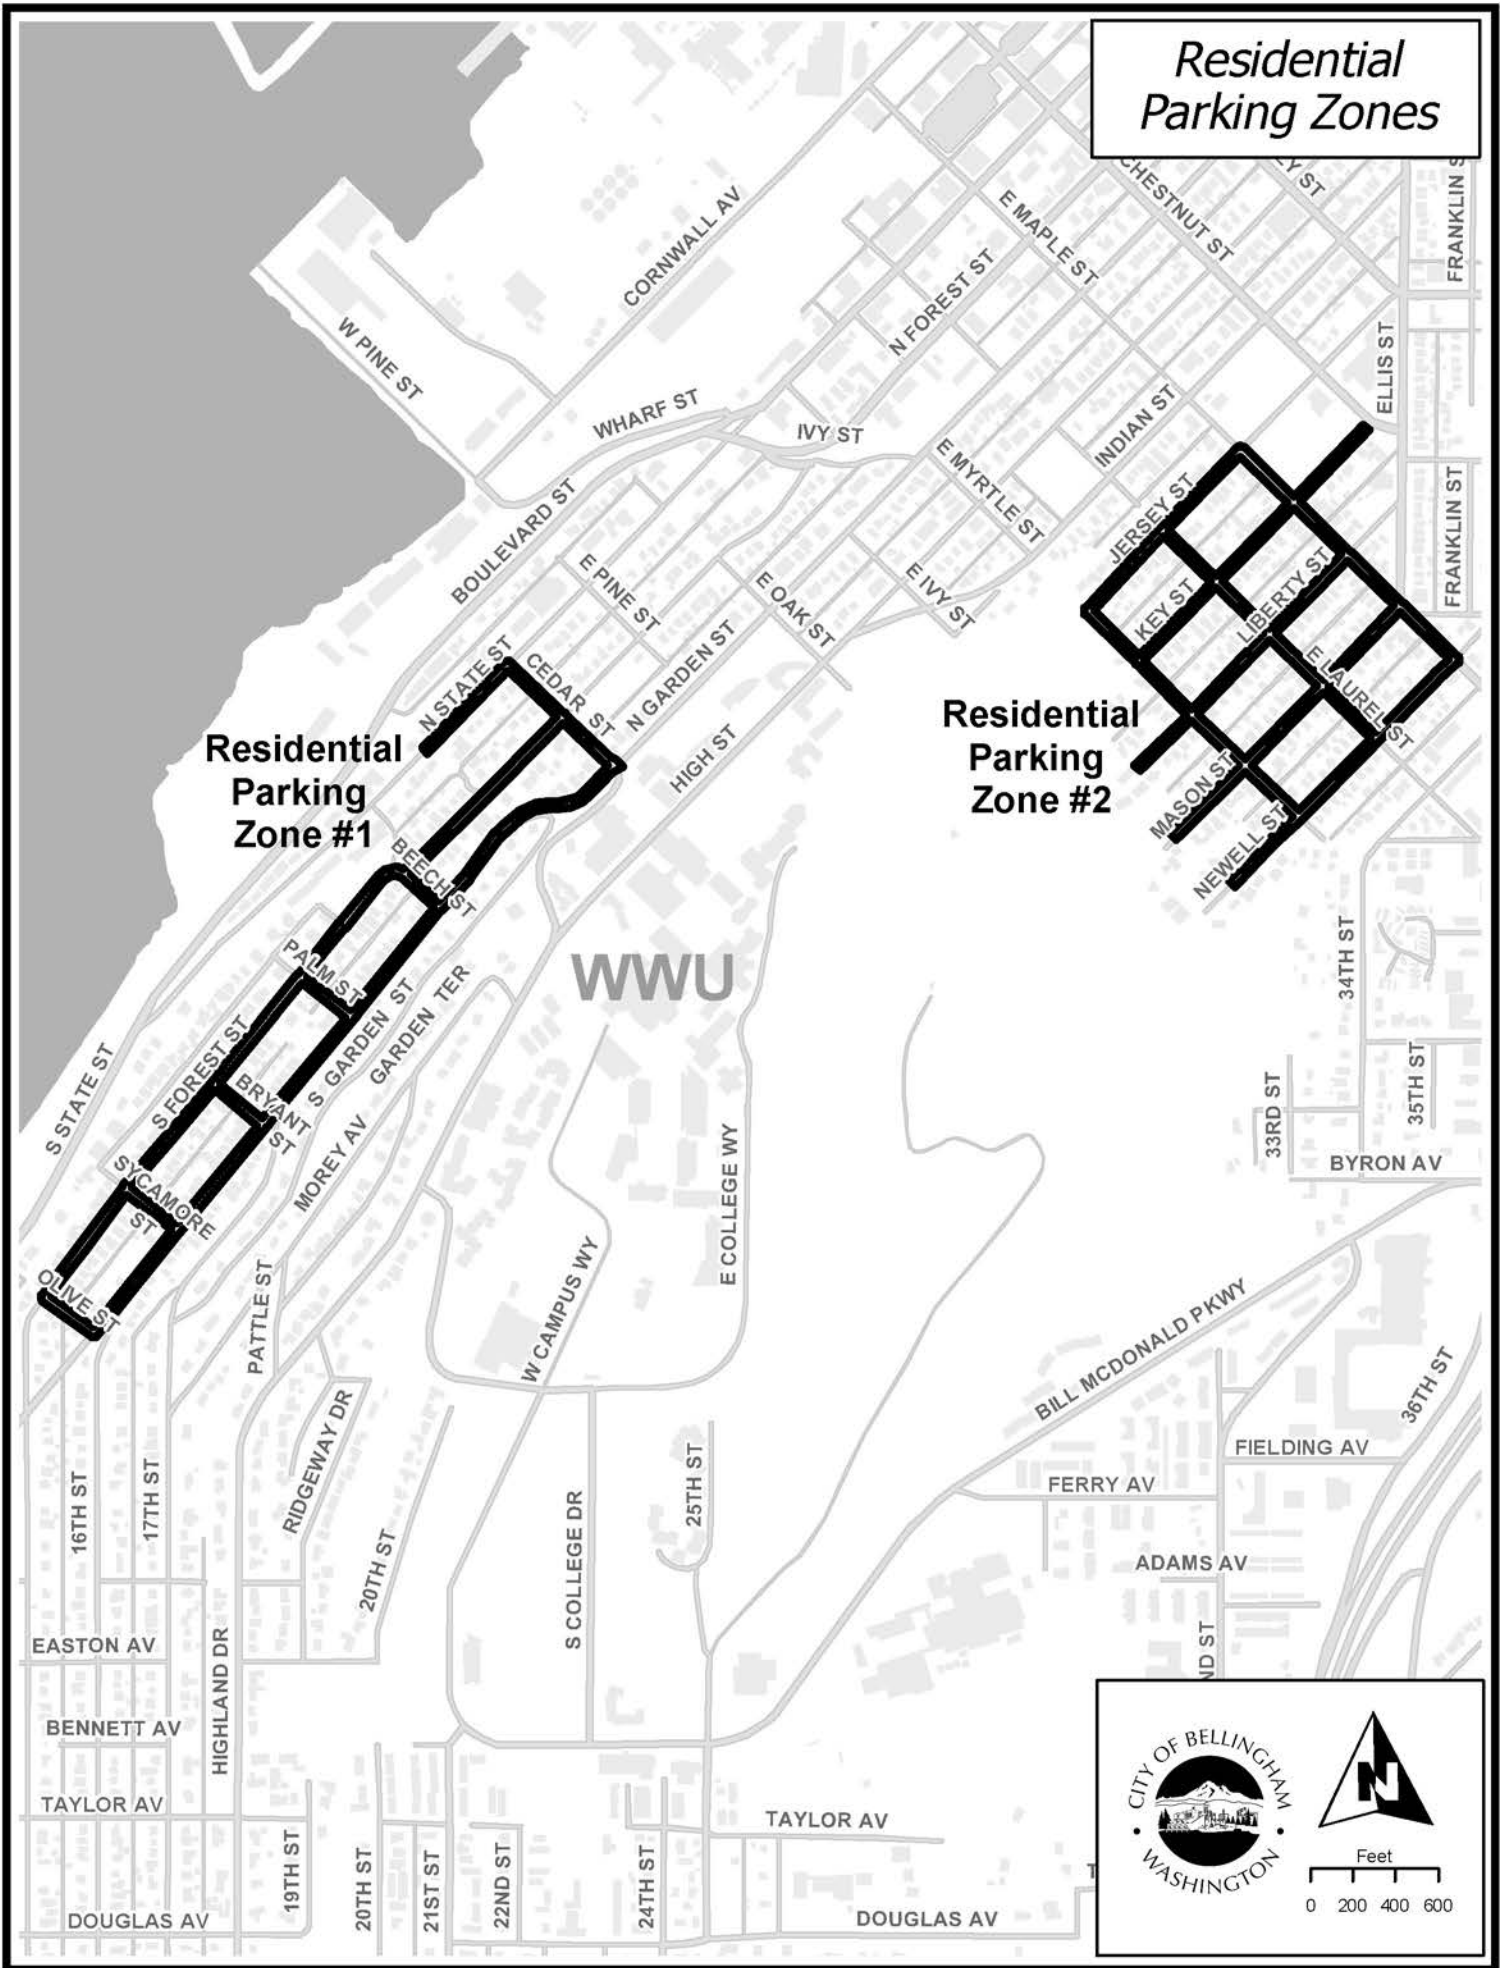 Residential
Parking Zones
CHESTNUT ST
EY ST
FRANKLIN S
E MAPLE ST
CORNWALL AV
N FOREST ST
W PINE ST
ELLIS ST
WHARF ST
IVY ST
INDIAN ST
E MYRTLE ST
JERSEY ST
FRANKLIN ST
BOULEVARD ST
E PINE ST
E OAK ST
E IVY ST
KEY ST
LIBERTY ST
E LAUREL ST
N STATE ST
CEDAR ST
N GARDEN ST
HIGH ST
Residential
Parking
Zone #1
Residential
Parking
Zone #2
MASON ST
NEWELL ST
BEECH ST
PALM ST
WWU
34TH ST
S GARDEN ST
GARDEN TER
S FOREST ST
S STATE ST
BRYANT
ST
MOREY AV
35TH ST
33RD ST
BYRON AV
SYCAMORE
ST
E COLLEGE WY
OLIVE ST
PATTLE ST
W CAMPUS WY
BILL MCDONALD PKWY
36TH ST
RIDGEWAY DR
FIELDING AV
FERRY AV
16TH ST
17TH ST
20TH ST
S COLLEGE DR
25TH ST
ADAMS AV
EASTON AV
HIGHLAND DR
ND ST
BENNETT AV
TAYLOR AV
TAYLOR AV
19TH ST
20TH ST
21ST ST
22ND ST
24TH ST
DOUGLAS AV
DOUGLAS AV
T
CITY OF BELLINGHAM
• WASHINGTON •
N
Feet
0 200 400 600